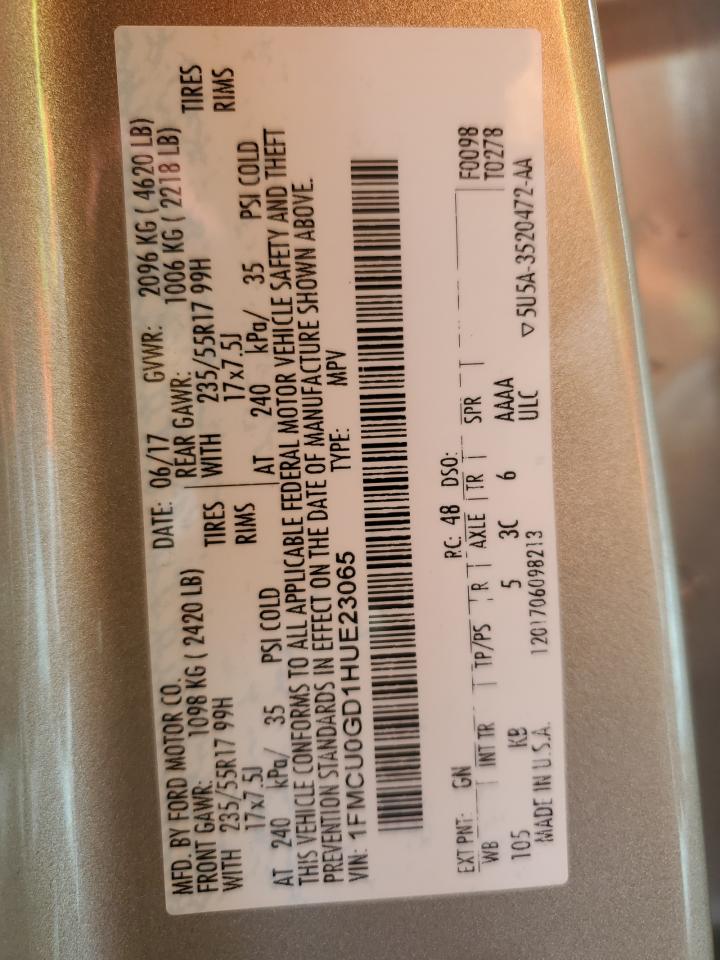 MFD. BY FORD MOTOR CO.
DATE: 06/17 GVWR: 2096 KG ( 4620 LB)
FRONT GAWR: 1098 KG ( 2420 LB)
REAR GAWR: 1006 KG ( 2218 LB)
WITH 235/55R17 99H TIRES
WITH 235/55R17 99H TIRES
17x7.5J RIMS
17x7.5J RIMS
AT 240 kPa/ 35 PSI COLD
AT 240 kPa/ 35 PSI COLD
THIS VEHICLE CONFORMS TO ALL APPLICABLE FEDERAL MOTOR VEHICLE SAFETY AND THEFT
PREVENTION STANDARDS IN EFFECT ON THE DATE OF MANUFACTURE SHOWN ABOVE.
VIN: 1FMCU0GD1HUE23065 TYPE: MPV
EXT PNT: GN RC: 48 DSO: F0098
WB INT TR TP/PS R AXLE TR SPR T0278
105 KB 5 3C 6 AAAA
ULC
MADE IN U.S.A. 1201706098213 ▽5U5A-3520472-AA